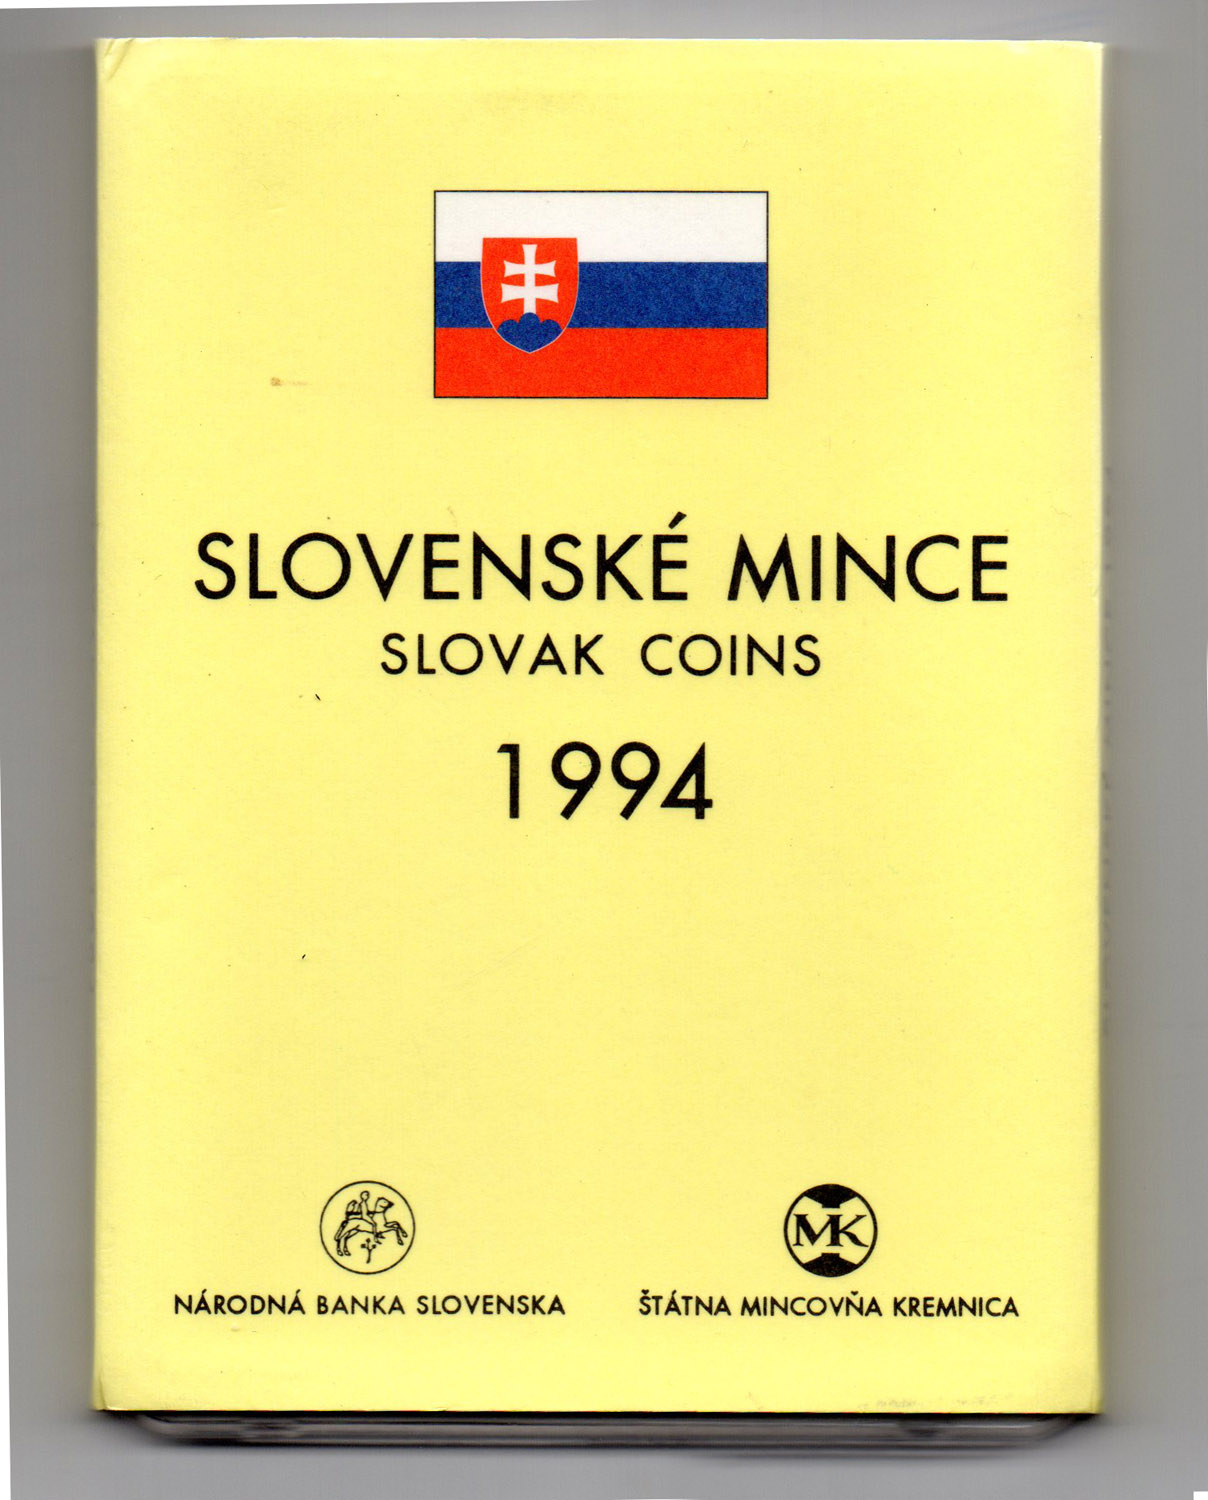 SLOVENSKÉ MINCE
SLOVAK COINS
1994
MK
NÁRODNÁ BANKA SLOVENSKA
ŠTÁTNA MINCOVŇA KREMNICA